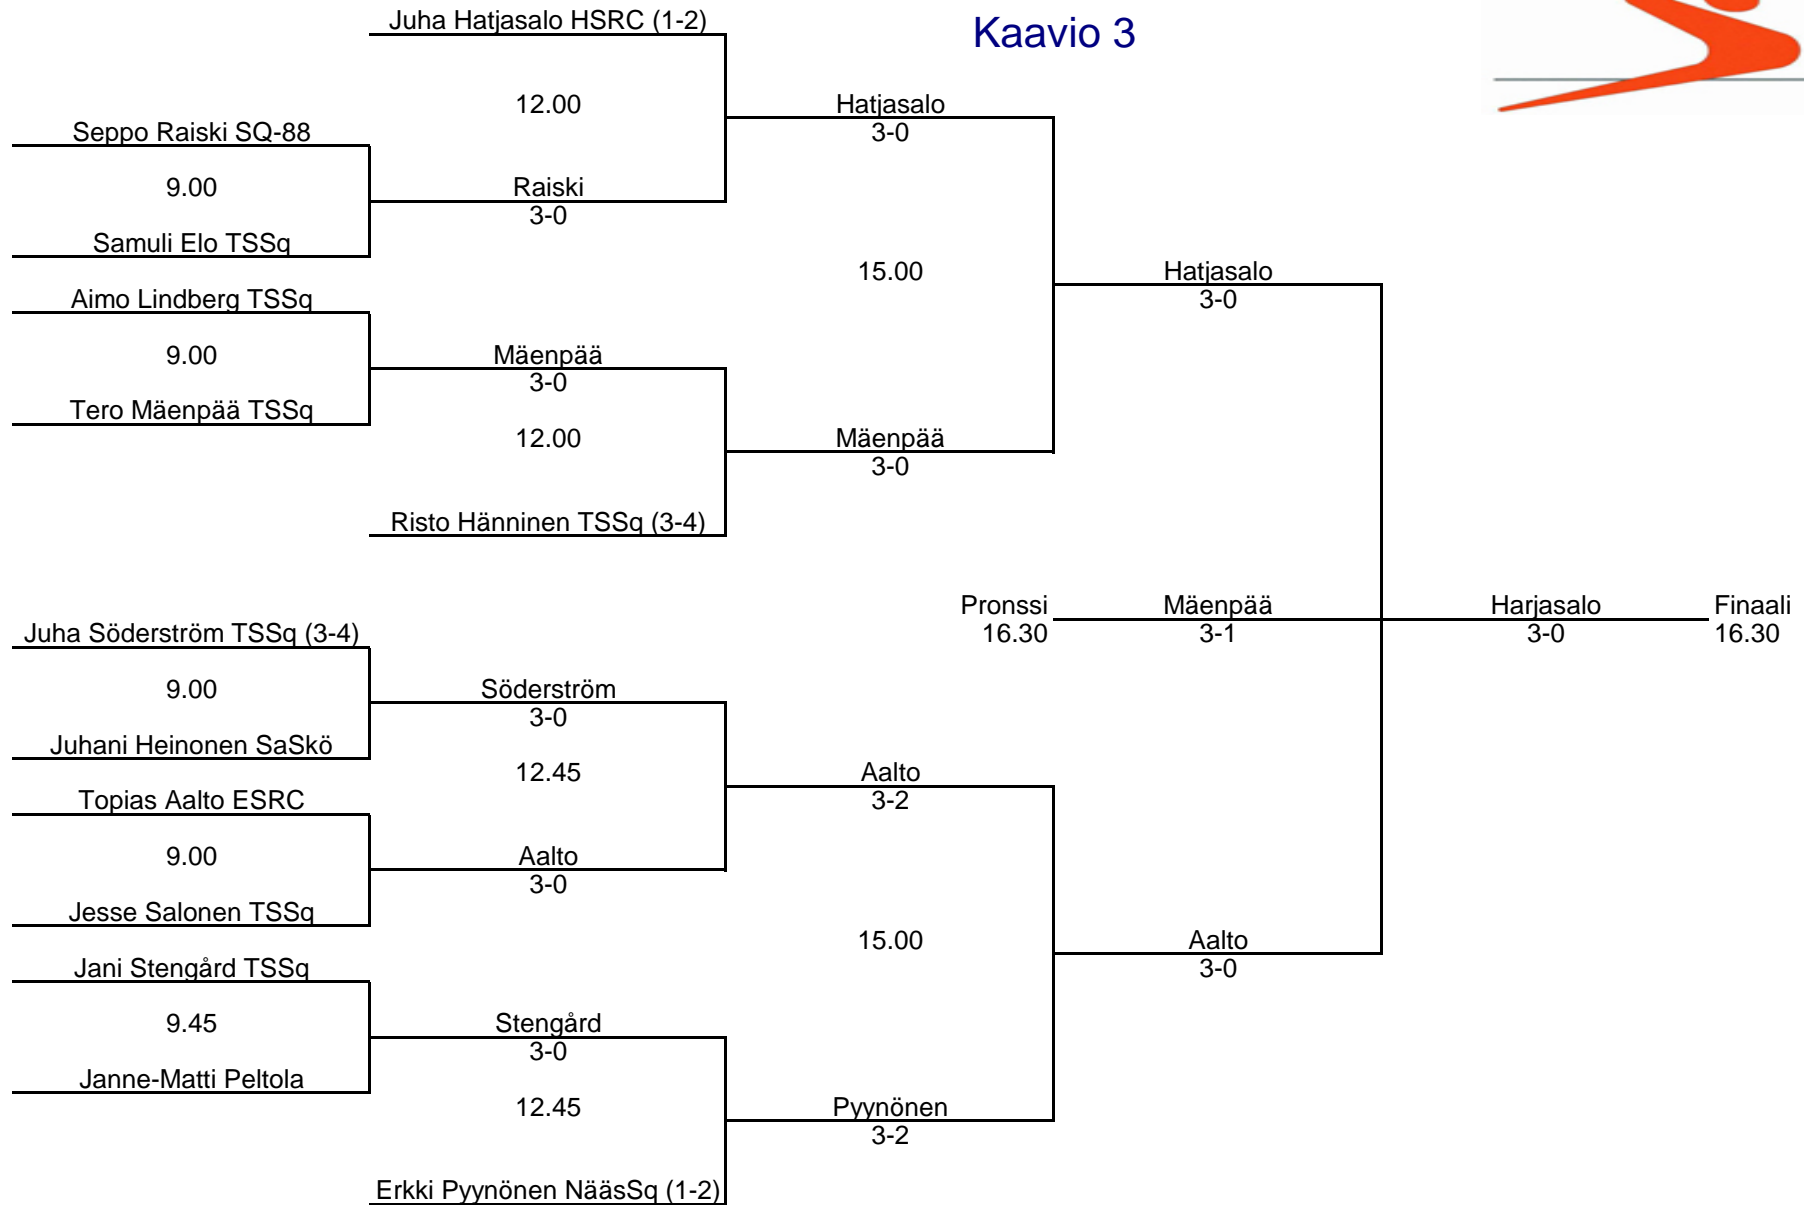 Juha Hatjasalo HSRC (1-2)
Kaavio 3
12.00
Hatjasalo
3-0
Seppo Raiski SQ-88
9.00
Raiski
3-0
Samuli Elo TSSq
15.00
Hatjasalo
3-0
Aimo Lindberg TSSq
9.00
Mäenpää
3-0
Tero Mäenpää TSSq
12.00
Mäenpää
3-0
Risto Hänninen TSSq (3-4)
Pronssi
16.30
Mäenpää
3-1
Harjasalo
3-0
Finaali
16.30
Juha Söderström TSSq (3-4)
9.00
Söderström
3-0
Juhani Heinonen SaSkö
12.45
Aalto
3-2
Topias Aalto ESRC
9.00
Aalto
3-0
Jesse Salonen TSSq
15.00
Aalto
3-0
Jani Stengård TSSq
9.45
Stengård
3-0
Janne-Matti Peltola
12.45
Pyynönen
3-2
Erkki Pyynönen NääsSq (1-2)